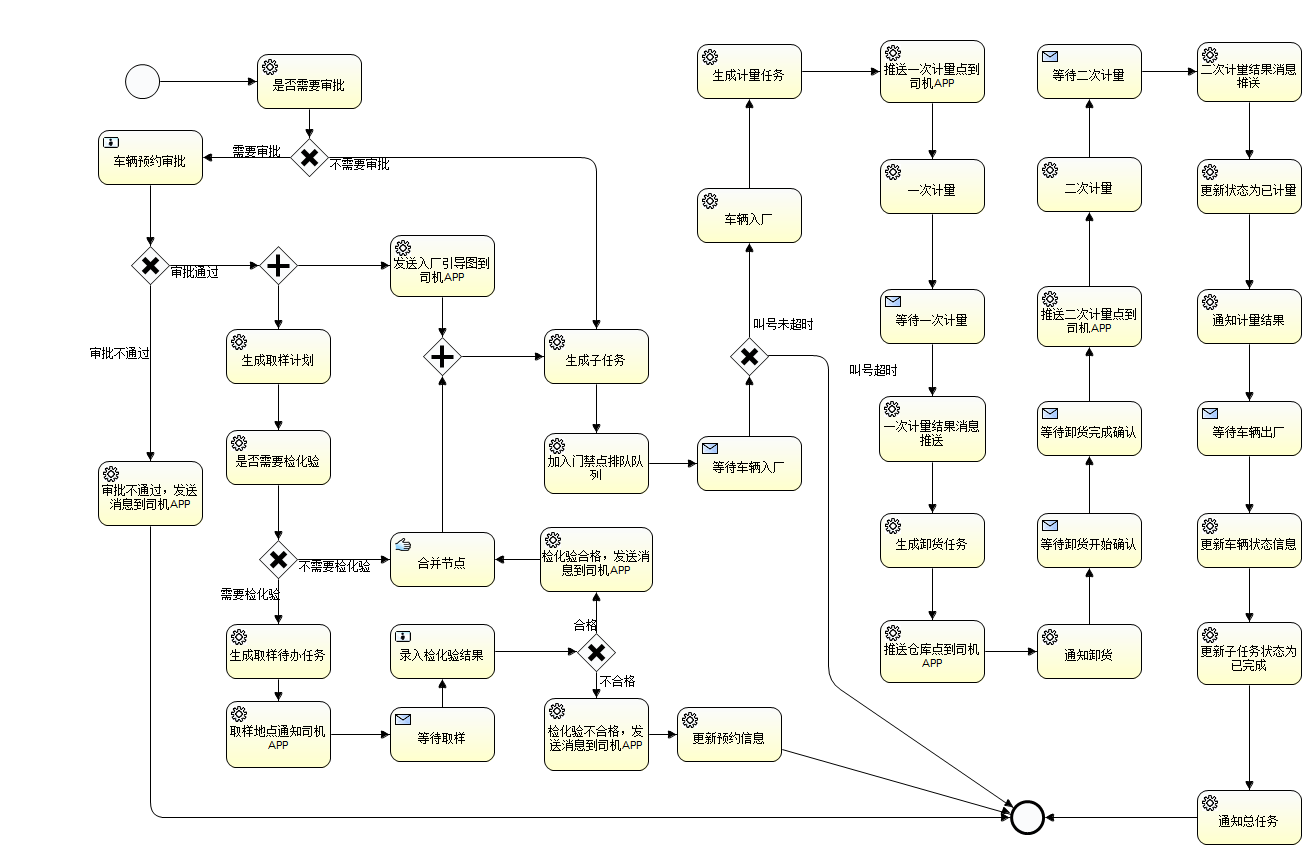 是否需要审批
需要审批
不需要审批
车辆预约审批
审批通过
审批不通过
审批不通过，发送
消息到司机APP
发送入厂引导图到
司机APP
生成取样计划
是否需要检化验
不需要检化验
需要检化验
生成取样待办任务
取样地点通知司机
APP
等待取样
录入检化验结果
合格
不合格
检化验合格，发送消
息到司机APP
合并节点
检化验不合格，发
送消息到司机APP
更新预约信息
生成子任务
加入门禁点排队队
列
等待车辆入厂
叫号未超时
叫号超时
车辆入厂
生成计量任务
推送一次计量点到
司机APP
一次计量
等待一次计量
一次计量结果消息
推送
生成卸货任务
推送仓库点到司机
APP
通知卸货
等待卸货开始确认
等待卸货完成确认
推送二次计量点到
司机APP
二次计量
等待二次计量
二次计量结果消息
推送
更新状态为已计量
通知计量结果
等待车辆出厂
更新车辆状态信息
更新子任务状态为
已完成
通知总任务